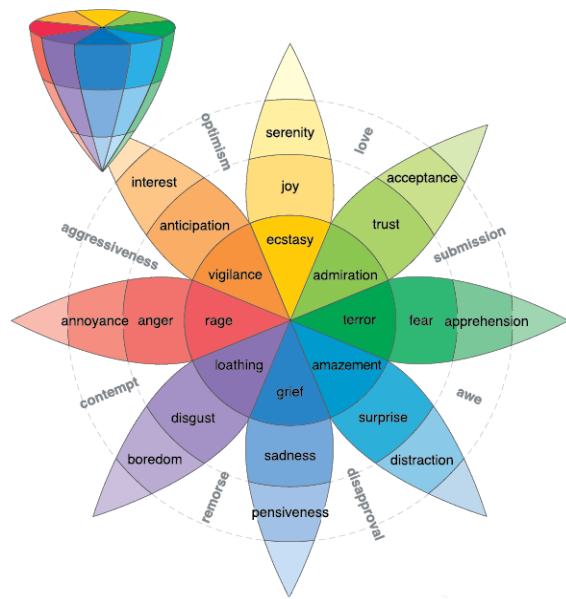 optimism
serenity
love
interest
joy
acceptance
anticipation
trust
aggressiveness
ecstasy
submission
vigilance
admiration
annoyance
anger
rage
terror
fear
apprehension
loathing
amazement
grief
contempt
disgust
surprise
awe
boredom
sadness
distraction
remorse
pensiveness
disapproval